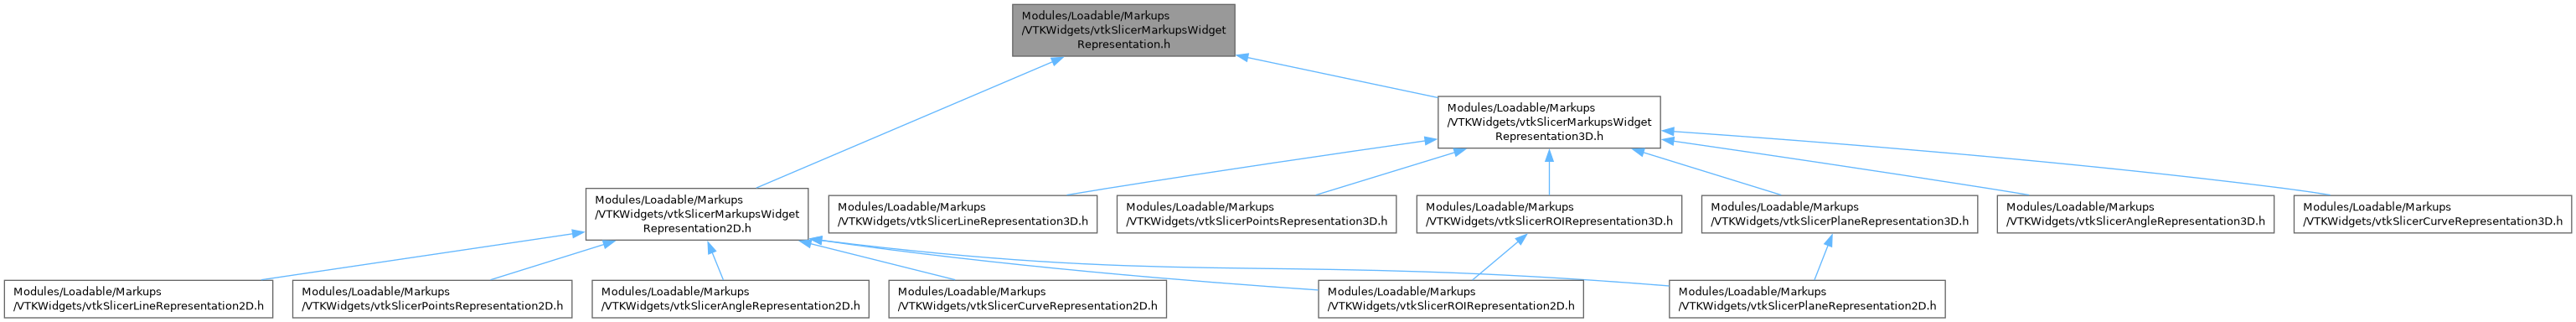 Modules/Loadable/Markups
/VTKWidgets/vtkSlicerMarkupsWidget
Representation.h
Modules/Loadable/Markups
/VTKWidgets/vtkSlicerMarkupsWidget
Representation3D.h
Modules/Loadable/Markups
/VTKWidgets/vtkSlicerMarkupsWidget
Representation2D.h
Modules/Loadable/Markups
/VTKWidgets/vtkSlicerLineRepresentation3D.h
Modules/Loadable/Markups
/VTKWidgets/vtkSlicerPointsRepresentation3D.h
Modules/Loadable/Markups
/VTKWidgets/vtkSlicerROIRepresentation3D.h
Modules/Loadable/Markups
/VTKWidgets/vtkSlicerPlaneRepresentation3D.h
Modules/Loadable/Markups
/VTKWidgets/vtkSlicerAngleRepresentation3D.h
Modules/Loadable/Markups
/VTKWidgets/vtkSlicerCurveRepresentation3D.h
Modules/Loadable/Markups
/VTKWidgets/vtkSlicerLineRepresentation2D.h
Modules/Loadable/Markups
/VTKWidgets/vtkSlicerPointsRepresentation2D.h
Modules/Loadable/Markups
/VTKWidgets/vtkSlicerAngleRepresentation2D.h
Modules/Loadable/Markups
/VTKWidgets/vtkSlicerCurveRepresentation2D.h
Modules/Loadable/Markups
/VTKWidgets/vtkSlicerROIRepresentation2D.h
Modules/Loadable/Markups
/VTKWidgets/vtkSlicerPlaneRepresentation2D.h